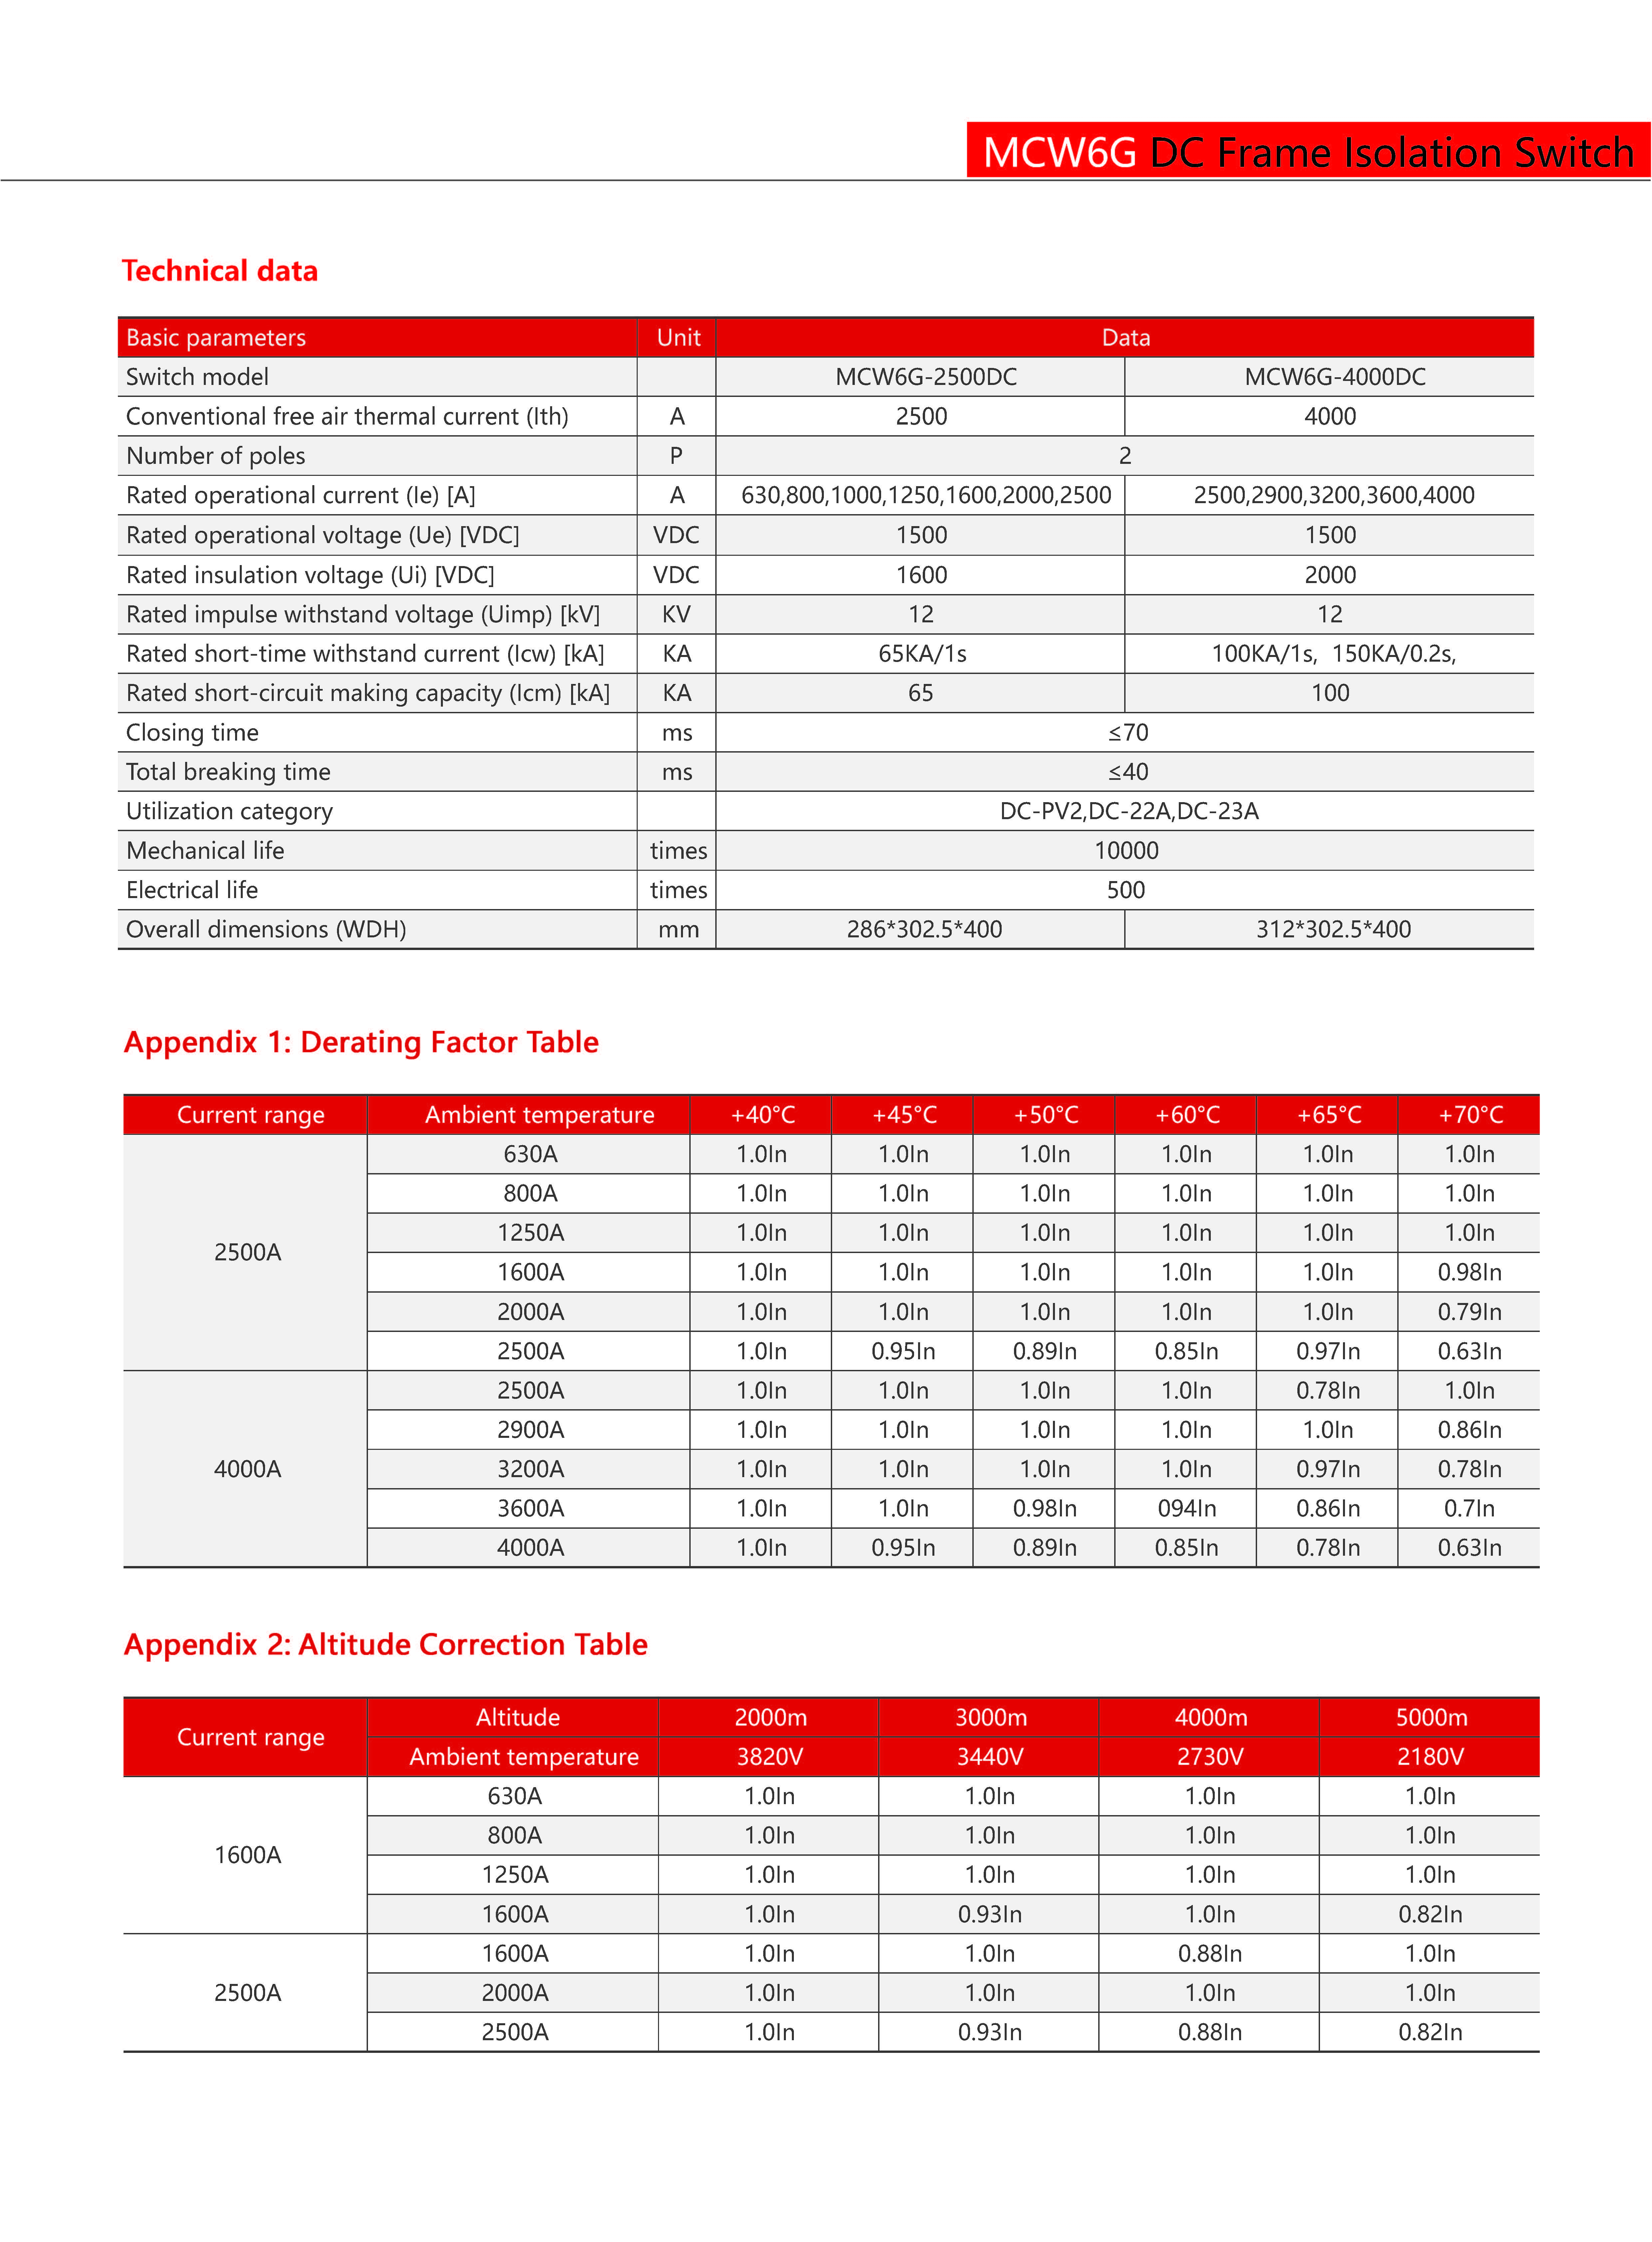 MCW6G DC Frame Isolation Switch
Technical data
Basic parameters Unit Data
Switch model MCW6G-2500DC MCW6G-4000DC
Conventional free air thermal current (Ith) A 2500 4000
Number of poles P 2
Rated operational current (Ie) [A] A 630,800,1000,1250,1600,2000,2500 2500,2900,3200,3600,4000
Rated operational voltage (Ue) [VDC] VDC 1500 1500
Rated insulation voltage (Ui) [VDC] VDC 1600 2000
Rated impulse withstand voltage (Uimp) [kV] KV 12 12
Rated short-time withstand current (Icw) [kA] KA 65KA/1s 100KA/1s, 150KA/0.2s,
Rated short-circuit making capacity (Icm) [kA] KA 65 100
Closing time ms ≤70
Total breaking time ms ≤40
Utilization category DC-PV2,DC-22A,DC-23A
Mechanical life times 10000
Electrical life times 500
Overall dimensions (WDH) mm 286*302.5*400 312*302.5*400
Appendix 1: Derating Factor Table
Current range Ambient temperature +40°C +45°C +50°C +60°C +65°C +70°C
630A 1.0In 1.0In 1.0In 1.0In 1.0In 1.0In
800A 1.0In 1.0In 1.0In 1.0In 1.0In 1.0In
1250A 1.0In 1.0In 1.0In 1.0In 1.0In 1.0In
2500A
1600A 1.0In 1.0In 1.0In 1.0In 1.0In 0.98In
2000A 1.0In 1.0In 1.0In 1.0In 1.0In 0.79In
2500A 1.0In 0.95In 0.89In 0.85In 0.97In 0.63In
2500A 1.0In 1.0In 1.0In 1.0In 0.78In 1.0In
2900A 1.0In 1.0In 1.0In 1.0In 1.0In 0.86In
4000A 3200A 1.0In 1.0In 1.0In 1.0In 0.97In 0.78In
3600A 1.0In 1.0In 0.98In 094In 0.86In 0.7In
4000A 1.0In 0.95In 0.89In 0.85In 0.78In 0.63In
Appendix 2: Altitude Correction Table
Current range
Altitude 2000m 3000m 4000m 5000m
Ambient temperature 3820V 3440V 2730V 2180V
630A 1.0In 1.0In 1.0In 1.0In
800A 1.0In 1.0In 1.0In 1.0In
1600A
1250A 1.0In 1.0In 1.0In 1.0In
1600A 1.0In 0.93In 1.0In 0.82In
1600A 1.0In 1.0In 0.88In 1.0In
2500A 2000A 1.0In 1.0In 1.0In 1.0In
2500A 1.0In 0.93In 0.88In 0.82In